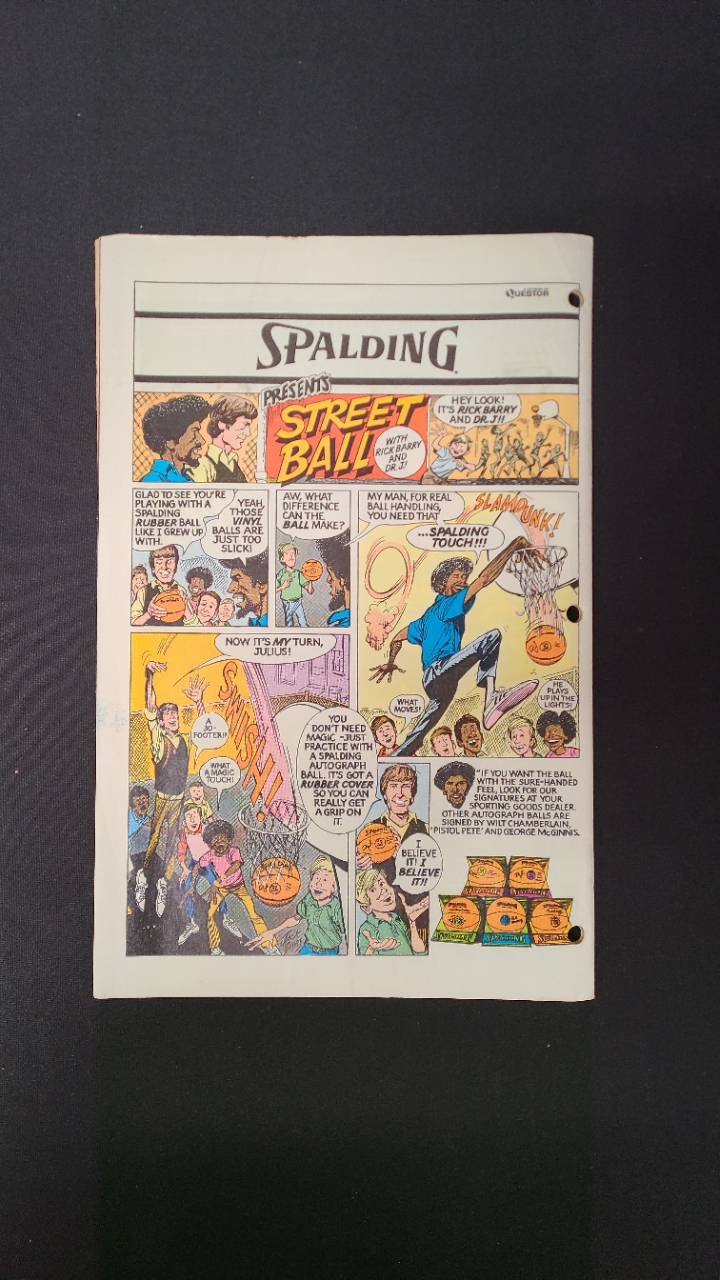 QUESTOR
SPALDING
PRESENTS
STREET
BALL
WITH
RICK BARRY
AND
DR. J!
HEY LOOK!
IT'S RICK BARRY
AND DR. J!!
GLAD TO SEE YOU'RE
PLAYING WITH A
SPALDING
RUBBER BALL
LIKE I GREW UP
WITH.
YEAH,
THOSE
VINYL
BALLS ARE
JUST TOO
SLICK!
AW, WHAT
DIFFERENCE
CAN THE
BALL MAKE?
MY MAN, FOR REAL
BALL HANDLING,
YOU NEED THAT
...SPALDING
TOUCH!!!
SLAMDUNK!
WHAT
MOVES!
HE
PLAYS
UP IN THE
LIGHTS!
NOW IT'S MY TURN,
JULIUS!
SWISH!
A
30-
FOOTER!!
WHAT
A MAGIC
TOUCH!
YOU
DON'T NEED
MAGIC -JUST
PRACTICE WITH
A SPALDING
AUTOGRAPH
BALL. IT'S GOT A
RUBBER COVER
SO YOU CAN
REALLY GET
A GRIP ON
IT.
I
BELIEVE
IT! I
BELIEVE
IT!!
"IF YOU WANT THE BALL
WITH THE SURE-HANDED
FEEL, LOOK FOR OUR
SIGNATURES AT YOUR
SPORTING GOODS DEALER.
OTHER AUTOGRAPH BALLS ARE
SIGNED BY WILT CHAMBERLAIN,
'PISTOL PETE' AND GEORGE McGINNIS.